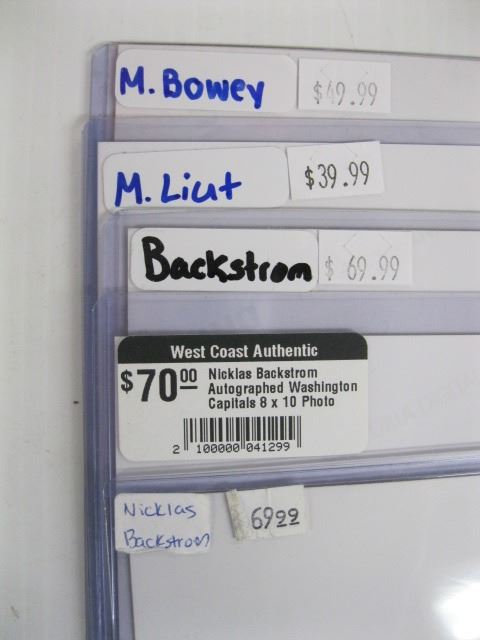 M. Bowey $49.99
M. Liut $39.99
Backstrom $69.99
West Coast Authentic
$70.00 Nicklas Backstrom
Autographed Washington
Capitals 8 x 10 Photo
2 100000 041299
Nicklas 6922
Backstrom